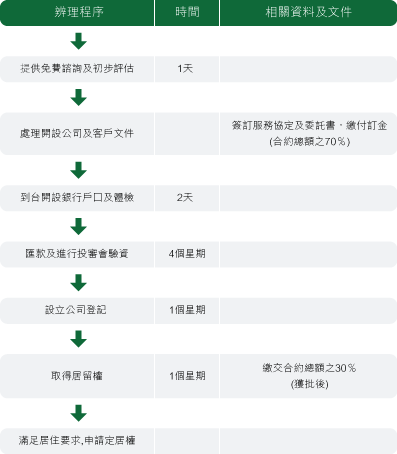 辨理程序 時間 相關資料及文件
提供免費諮詢及初步評估 1天
處理開設公司及客戶文件 簽訂服務協定及委託書、繳付訂金
(合約總額之70%)
到台開設銀行戶口及體檢 2天
匯款及進行投審會驗資 4個星期
設立公司登記 1個星期
取得居留權 1個星期 繳交合約總額之30%
(獲批後)
滿足居住要求,申請定居權